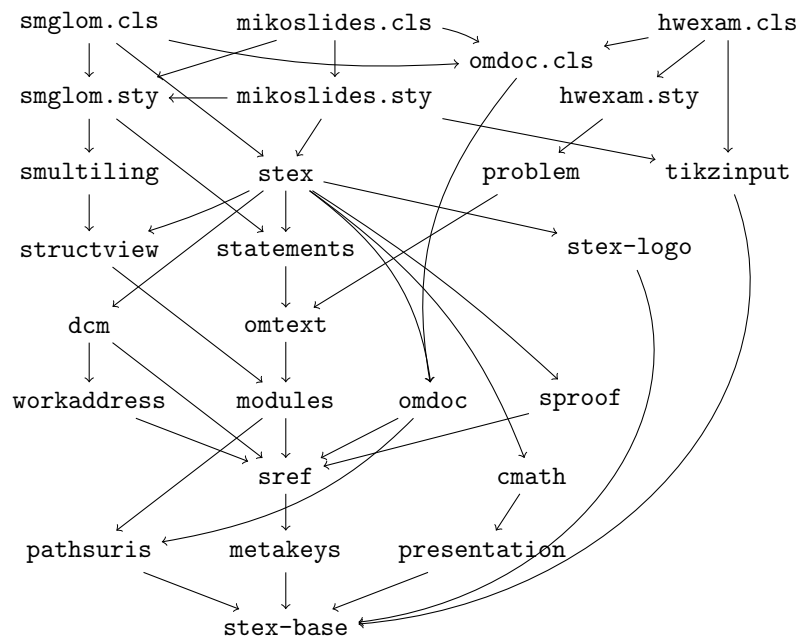 smglom.cls mikoslides.cls hwexam.cls
omdoc.cls
smglom.sty mikoslides.sty hwexam.sty
smultiling stex problem tikzinput
structview statements stex-logo
dcm omtext
workaddress modules omdoc sproof
sref cmath
pathsuris metakeys presentation
stex-base